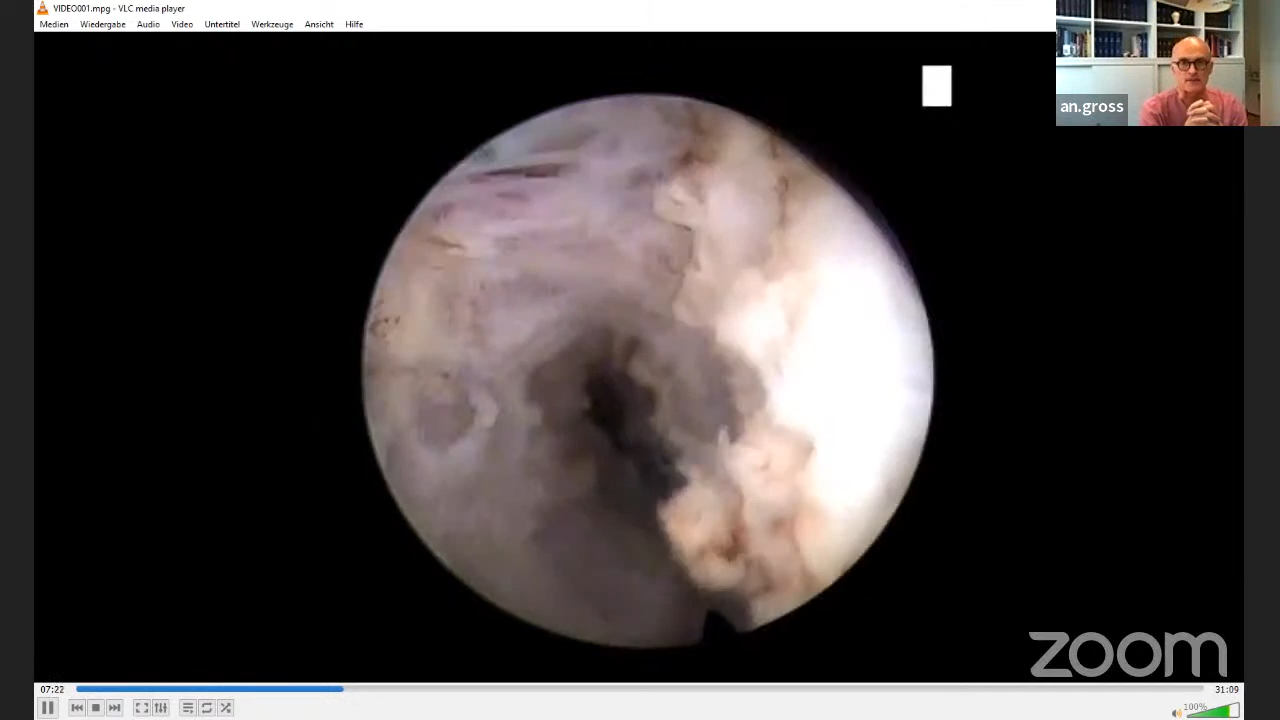 VIDEO001.mpg - VLC media player
Medien Wiedergabe Audio Video Untertitel Werkzeuge Ansicht Hilfe
an.gross
zoom
07:22
31:09
100%